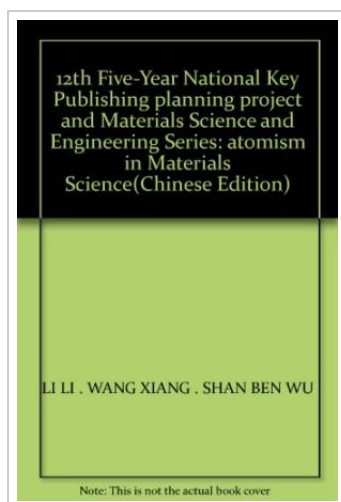 12th Five-Year National Key
Publishing planning project
and Materials Science and
Engineering Series: atomism
in Materials
Science(Chinese Edition)
LI LI . WANG XIANG . SHAN BEN WU
Note: This is not the actual book cover